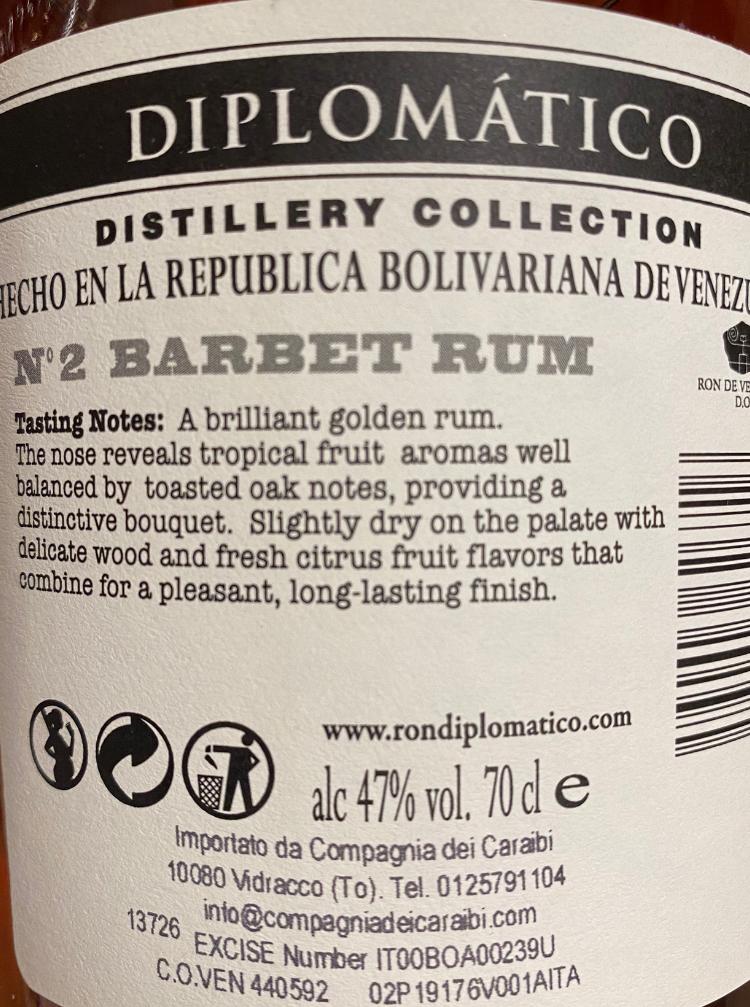 DIPLOMÁTICO
DISTILLERY COLLECTION
HECHO EN LA REPUBLICA BOLIVARIANA DE VENEZU
Nº2 BARBET RUM
RON DE VE
D.O
Tasting Notes: A brilliant golden rum.
The nose reveals tropical fruit aromas well
balanced by toasted oak notes, providing a
distinctive bouquet. Slightly dry on the palate with
delicate wood and fresh citrus fruit flavors that
combine for a pleasant, long-lasting finish.
www.rondiplomatico.com
alc 47% vol. 70 cl e
Importato da Compagnia dei Caraibi
10080 Vidracco (To). Tel. 0125791104
info@compagniadeicaraibi.com
13726 EXCISE Number IT00BOA00239U
C.O.VEN 440592 02P19176V001AITA